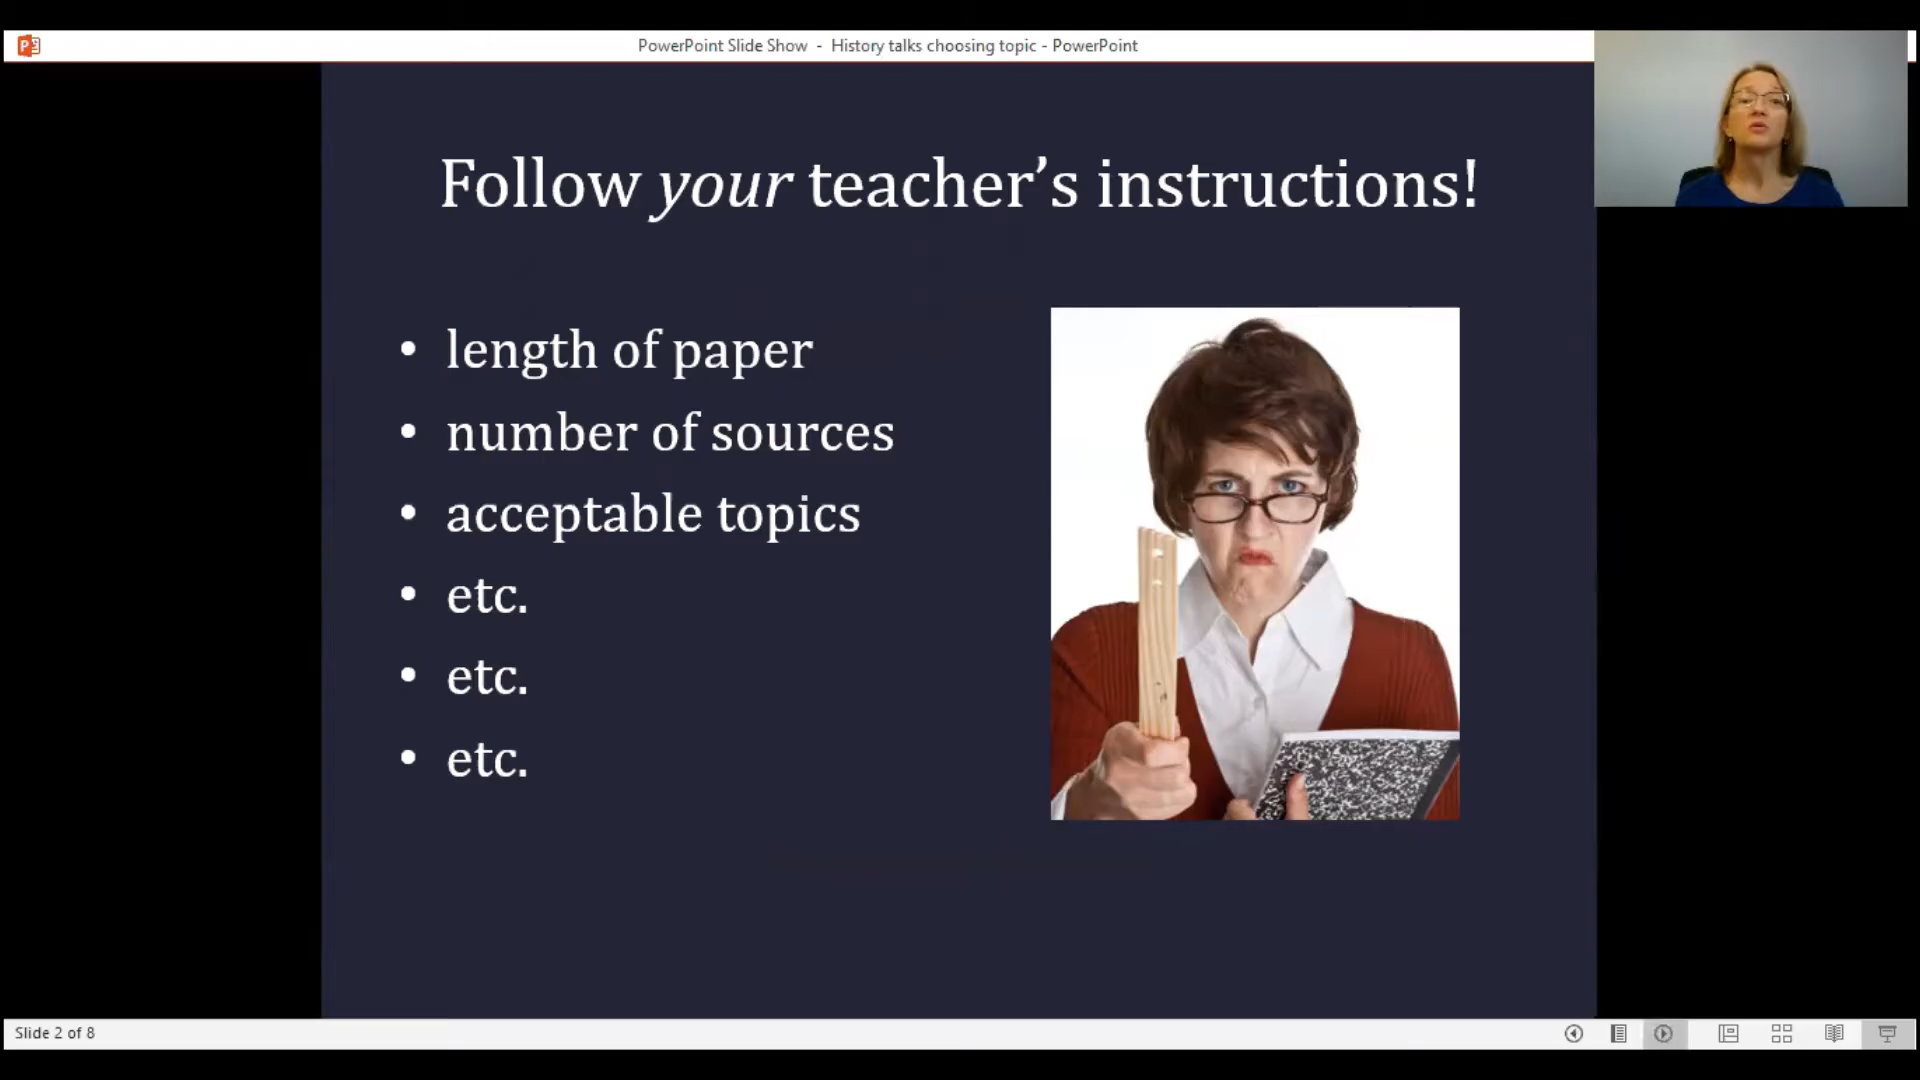 PowerPoint Slide Show - History talks choosing topic - PowerPoint
Follow your teacher’s instructions!
• length of paper
• number of sources
• acceptable topics
• etc.
• etc.
• etc.
Slide 2 of 8